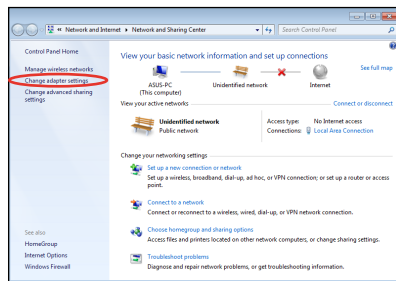 Network and Internet ▸ Network and Sharing Center
Search Control Panel
Control Panel Home
Manage wireless networks
Change adapter settings
Change advanced sharing
settings
See also
HomeGroup
Internet Options
Windows Firewall
View your basic network information and set up connections
See full map
ASUS-PC
(This computer)
Unidentified network
Internet
View your active networks
Connect or disconnect
Unidentified network
Public network
Access type: No Internet access
Connections: Local Area Connection
Change your networking settings
Set up a new connection or network
Set up a wireless, broadband, dial-up, ad hoc, or VPN connection; or set up a router or access
point.
Connect to a network
Connect or reconnect to a wireless, wired, dial-up, or VPN network connection.
Choose homegroup and sharing options
Access files and printers located on other network computers, or change sharing settings.
Troubleshoot problems
Diagnose and repair network problems, or get troubleshooting information.